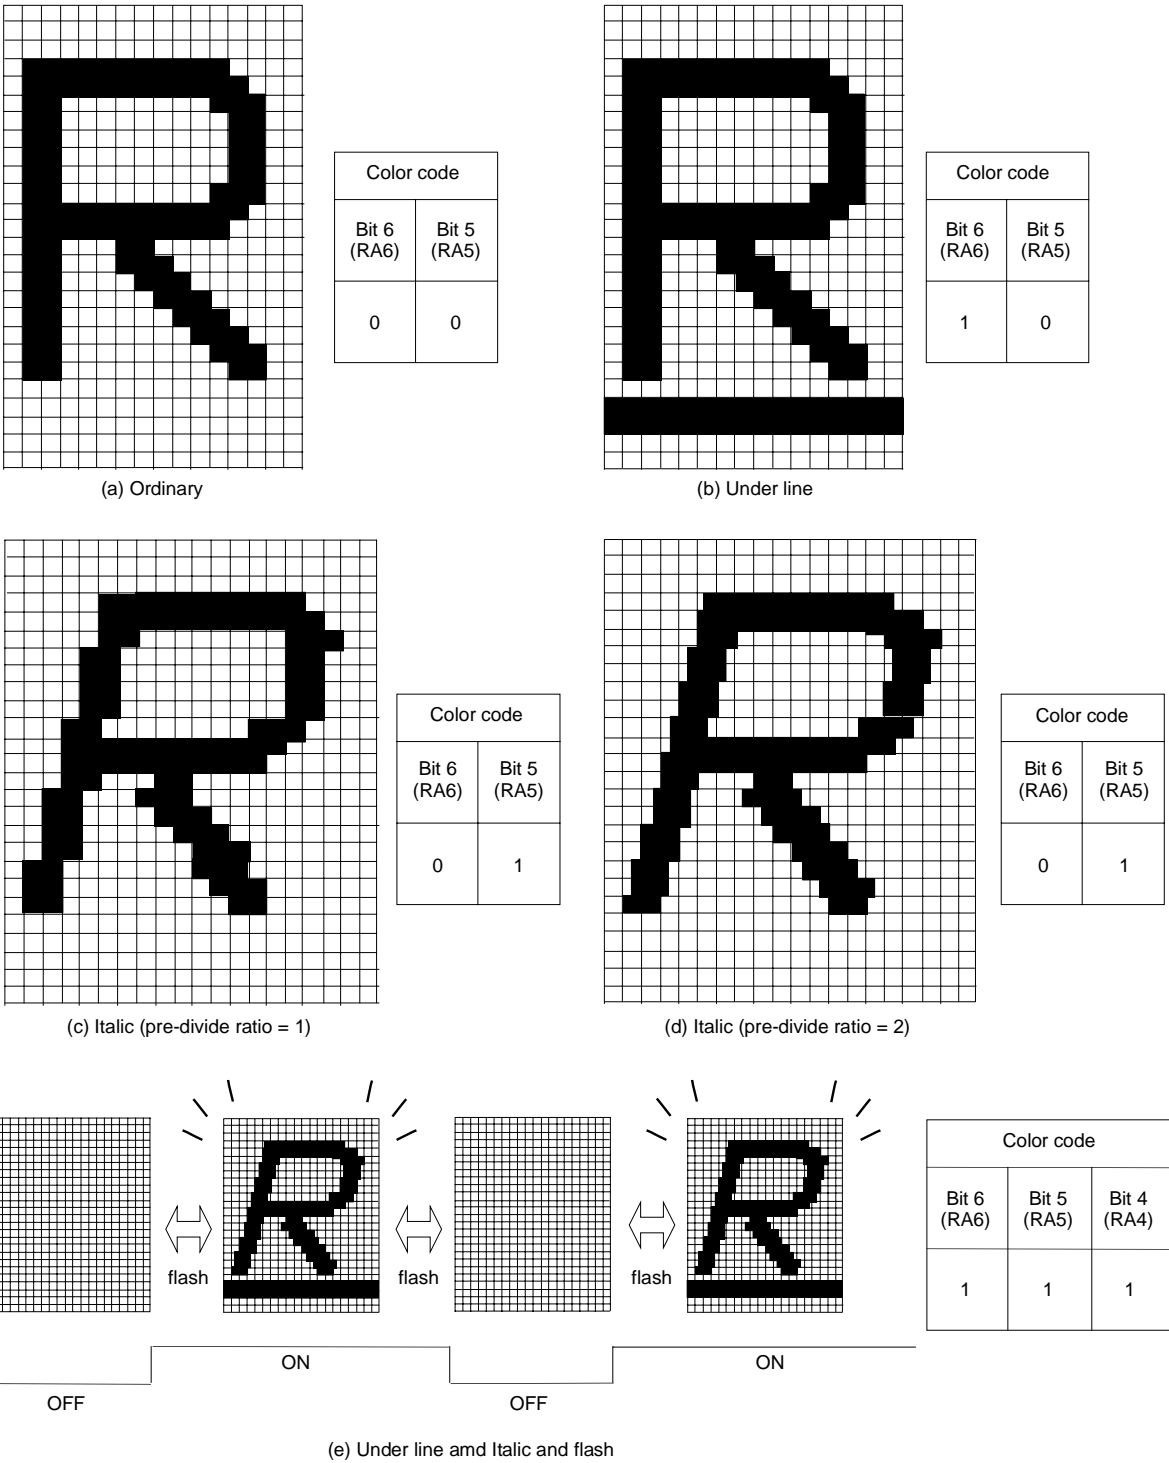 Color code
Bit 6 (RA6)
Bit 5 (RA5)
0
0
(a) Ordinary
Color code
Bit 6 (RA6)
Bit 5 (RA5)
1
0
(b) Under line
Color code
Bit 6 (RA6)
Bit 5 (RA5)
0
1
(c) Italic (pre-divide ratio = 1)
Color code
Bit 6 (RA6)
Bit 5 (RA5)
0
1
(d) Italic (pre-divide ratio = 2)
flash
flash
flash
Color code
Bit 6 (RA6)
Bit 5 (RA5)
Bit 4 (RA4)
1
1
1
OFF
ON
OFF
ON
(e) Under line amd Italic and flash